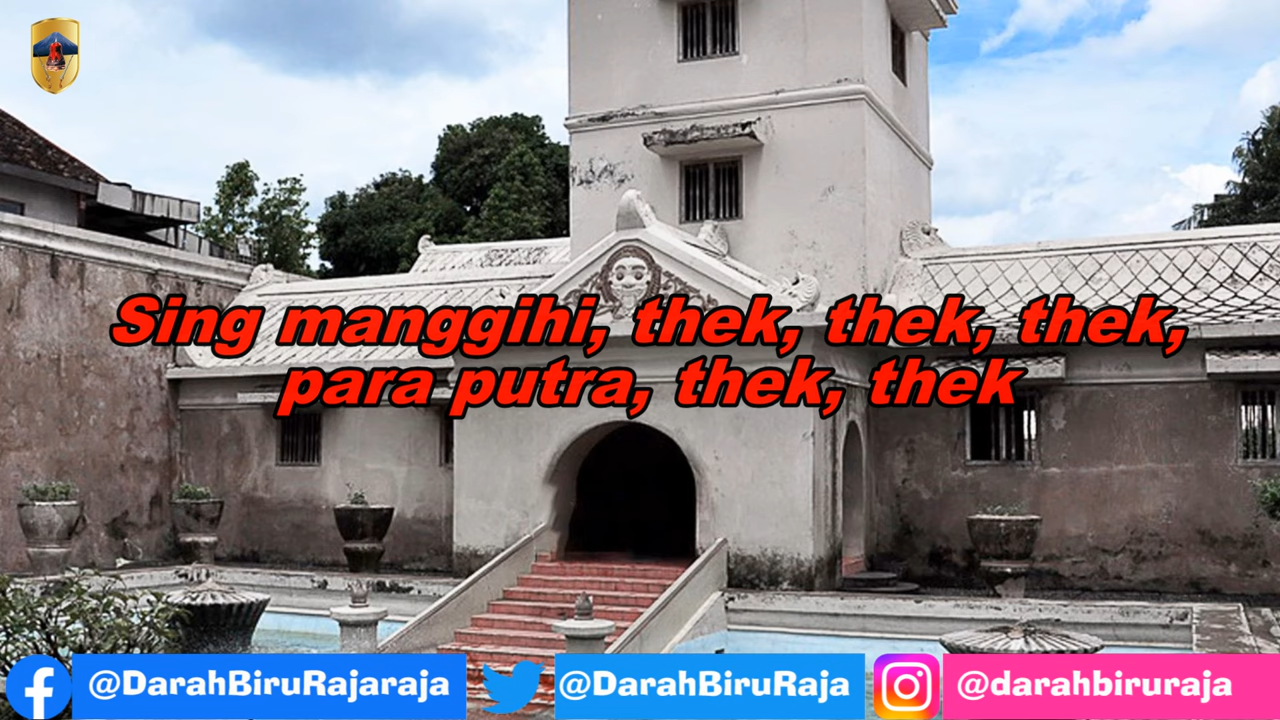 Sing manggihi, thek, thek, thek,
para putra, thek, thek
@DarahBiruRajaraja
@DarahBiruRaja
@darahbiruraja